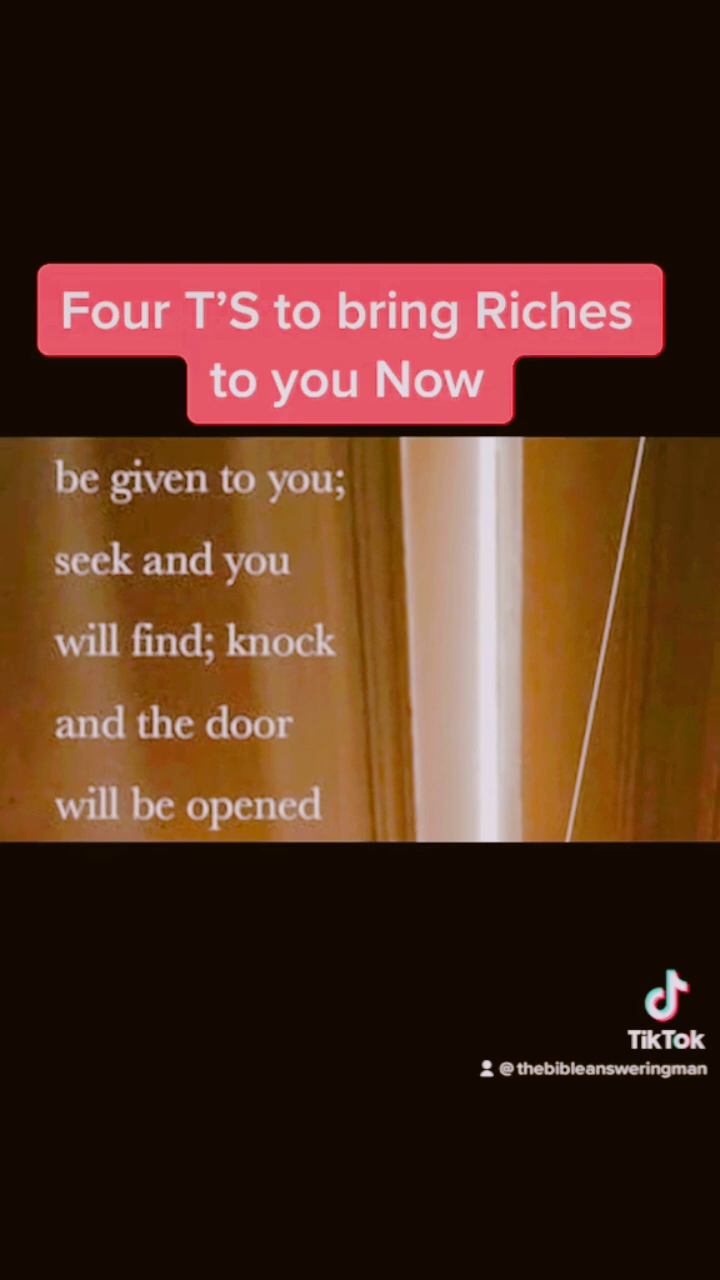 Four T'S to bring Riches
to you Now
be given to you;
seek and you
will find; knock
and the door
will be opened
TikTok
@thebibleansweringman